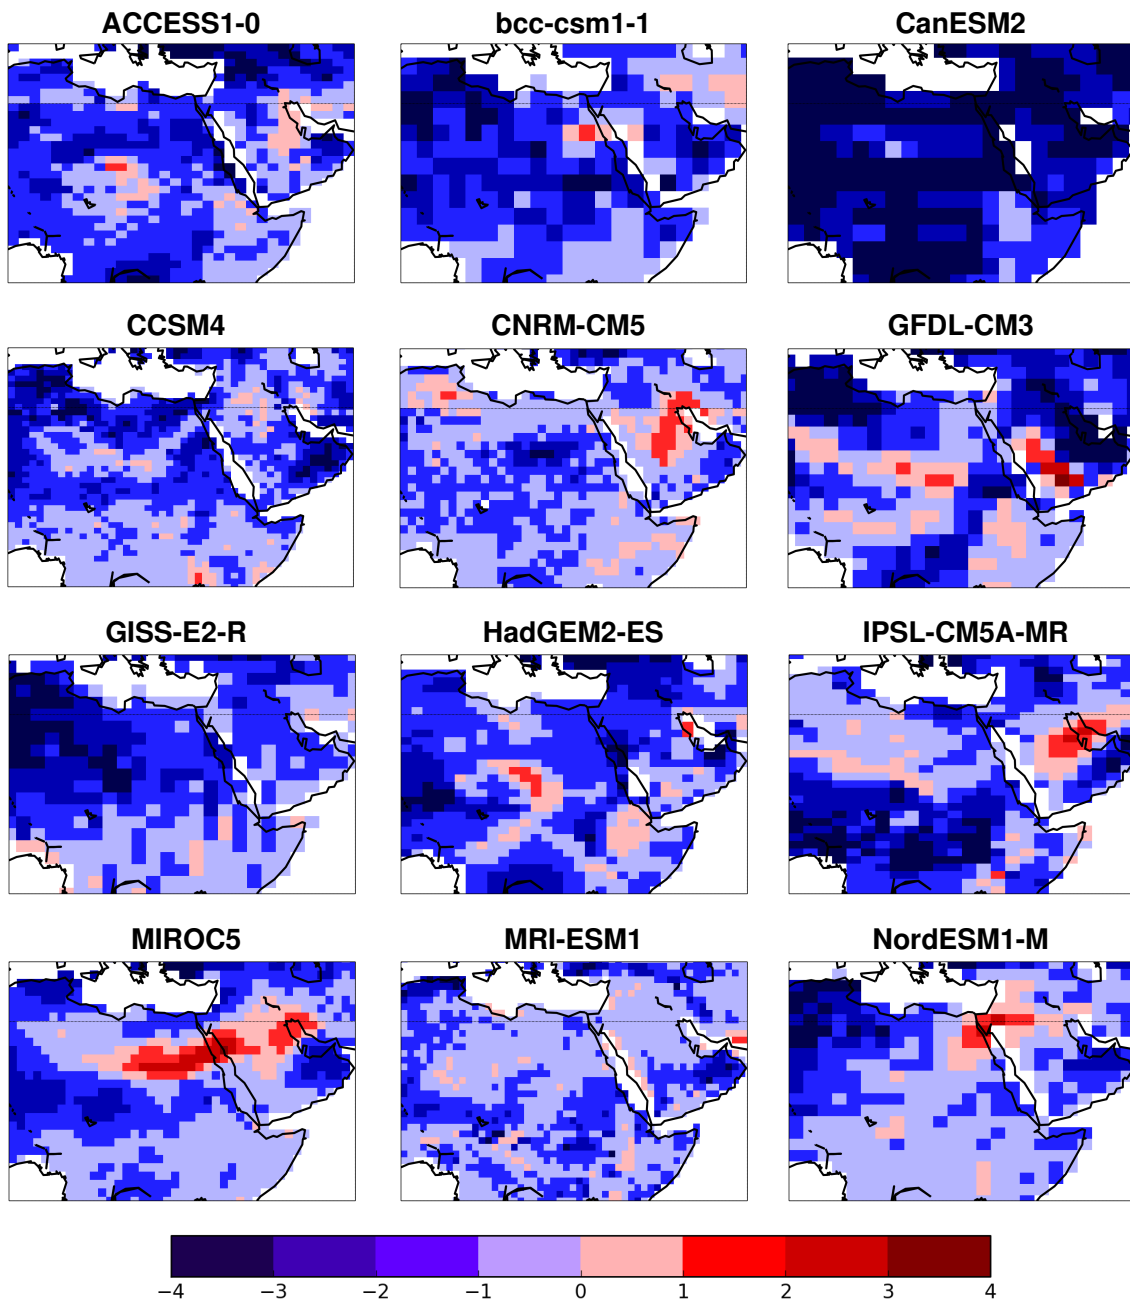 ACCESS1-0 bcc-csm1-1 CanESM2
CCSM4 CNRM-CM5 GFDL-CM3
GISS-E2-R HadGEM2-ES IPSL-CM5A-MR
MIROC5 MRI-ESM1 NordESM1-M
−4 −3 −2 −1 0 1 2 3 4